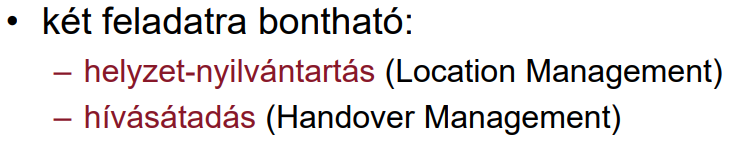 • két feladatra bontható:
– helyzet-nyilvántartás (Location Management)
– hívásátadás (Handover Management)